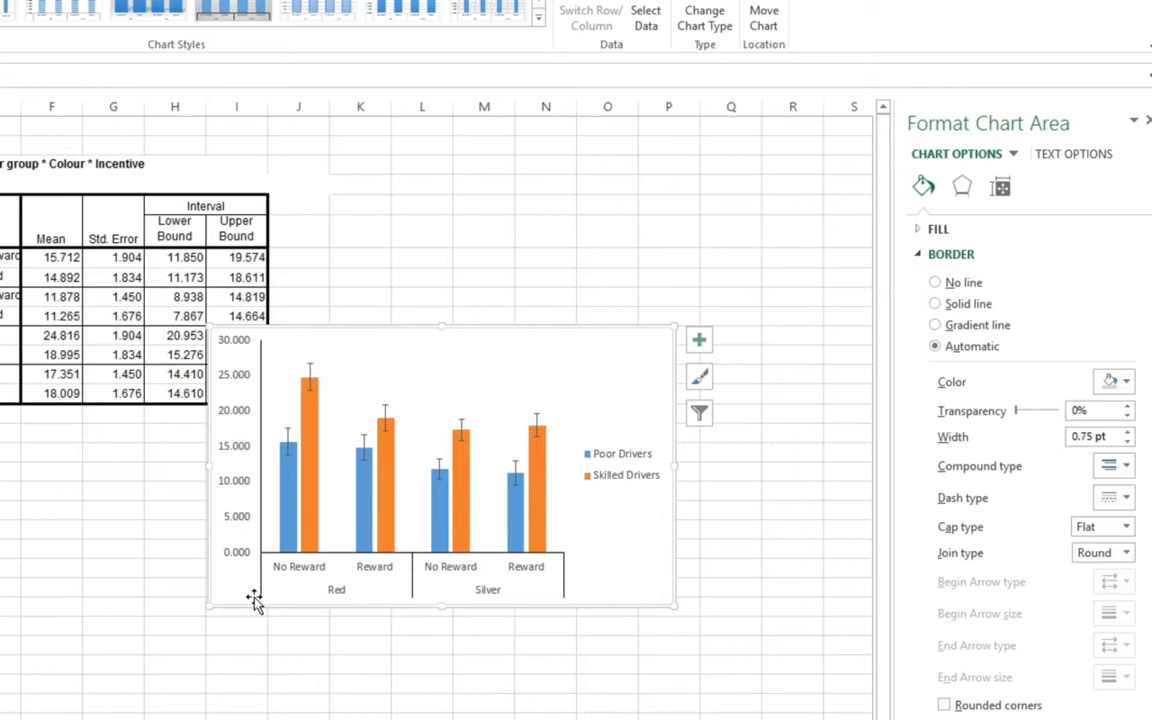 Switch Row/ Select Change Move
Column Data Chart Type Chart
Chart Styles Data Type Location
F G H I J K L M N O P Q R S
r group * Colour * Incentive
Mean Std. Error Interval
Lower Bound Upper Bound
ward 15.712 1.904 11.850 19.574
d 14.892 1.834 11.173 18.611
ward 11.878 1.450 8.938 14.819
d 11.265 1.676 7.867 14.664
24.816 1.904 20.953
18.995 1.834 15.276
17.351 1.450 14.410
18.009 1.676 14.610
30.000
25.000
20.000
15.000
10.000
5.000
0.000
No Reward Reward No Reward Reward
Red Silver
Poor Drivers
Skilled Drivers
Format Chart Area
CHART OPTIONS TEXT OPTIONS
FILL
BORDER
No line
Solid line
Gradient line
Automatic
Color
Transparency 0%
Width 0.75 pt
Compound type
Dash type
Cap type Flat
Join type Round
Begin Arrow type
Begin Arrow size
End Arrow type
End Arrow size
Rounded corners